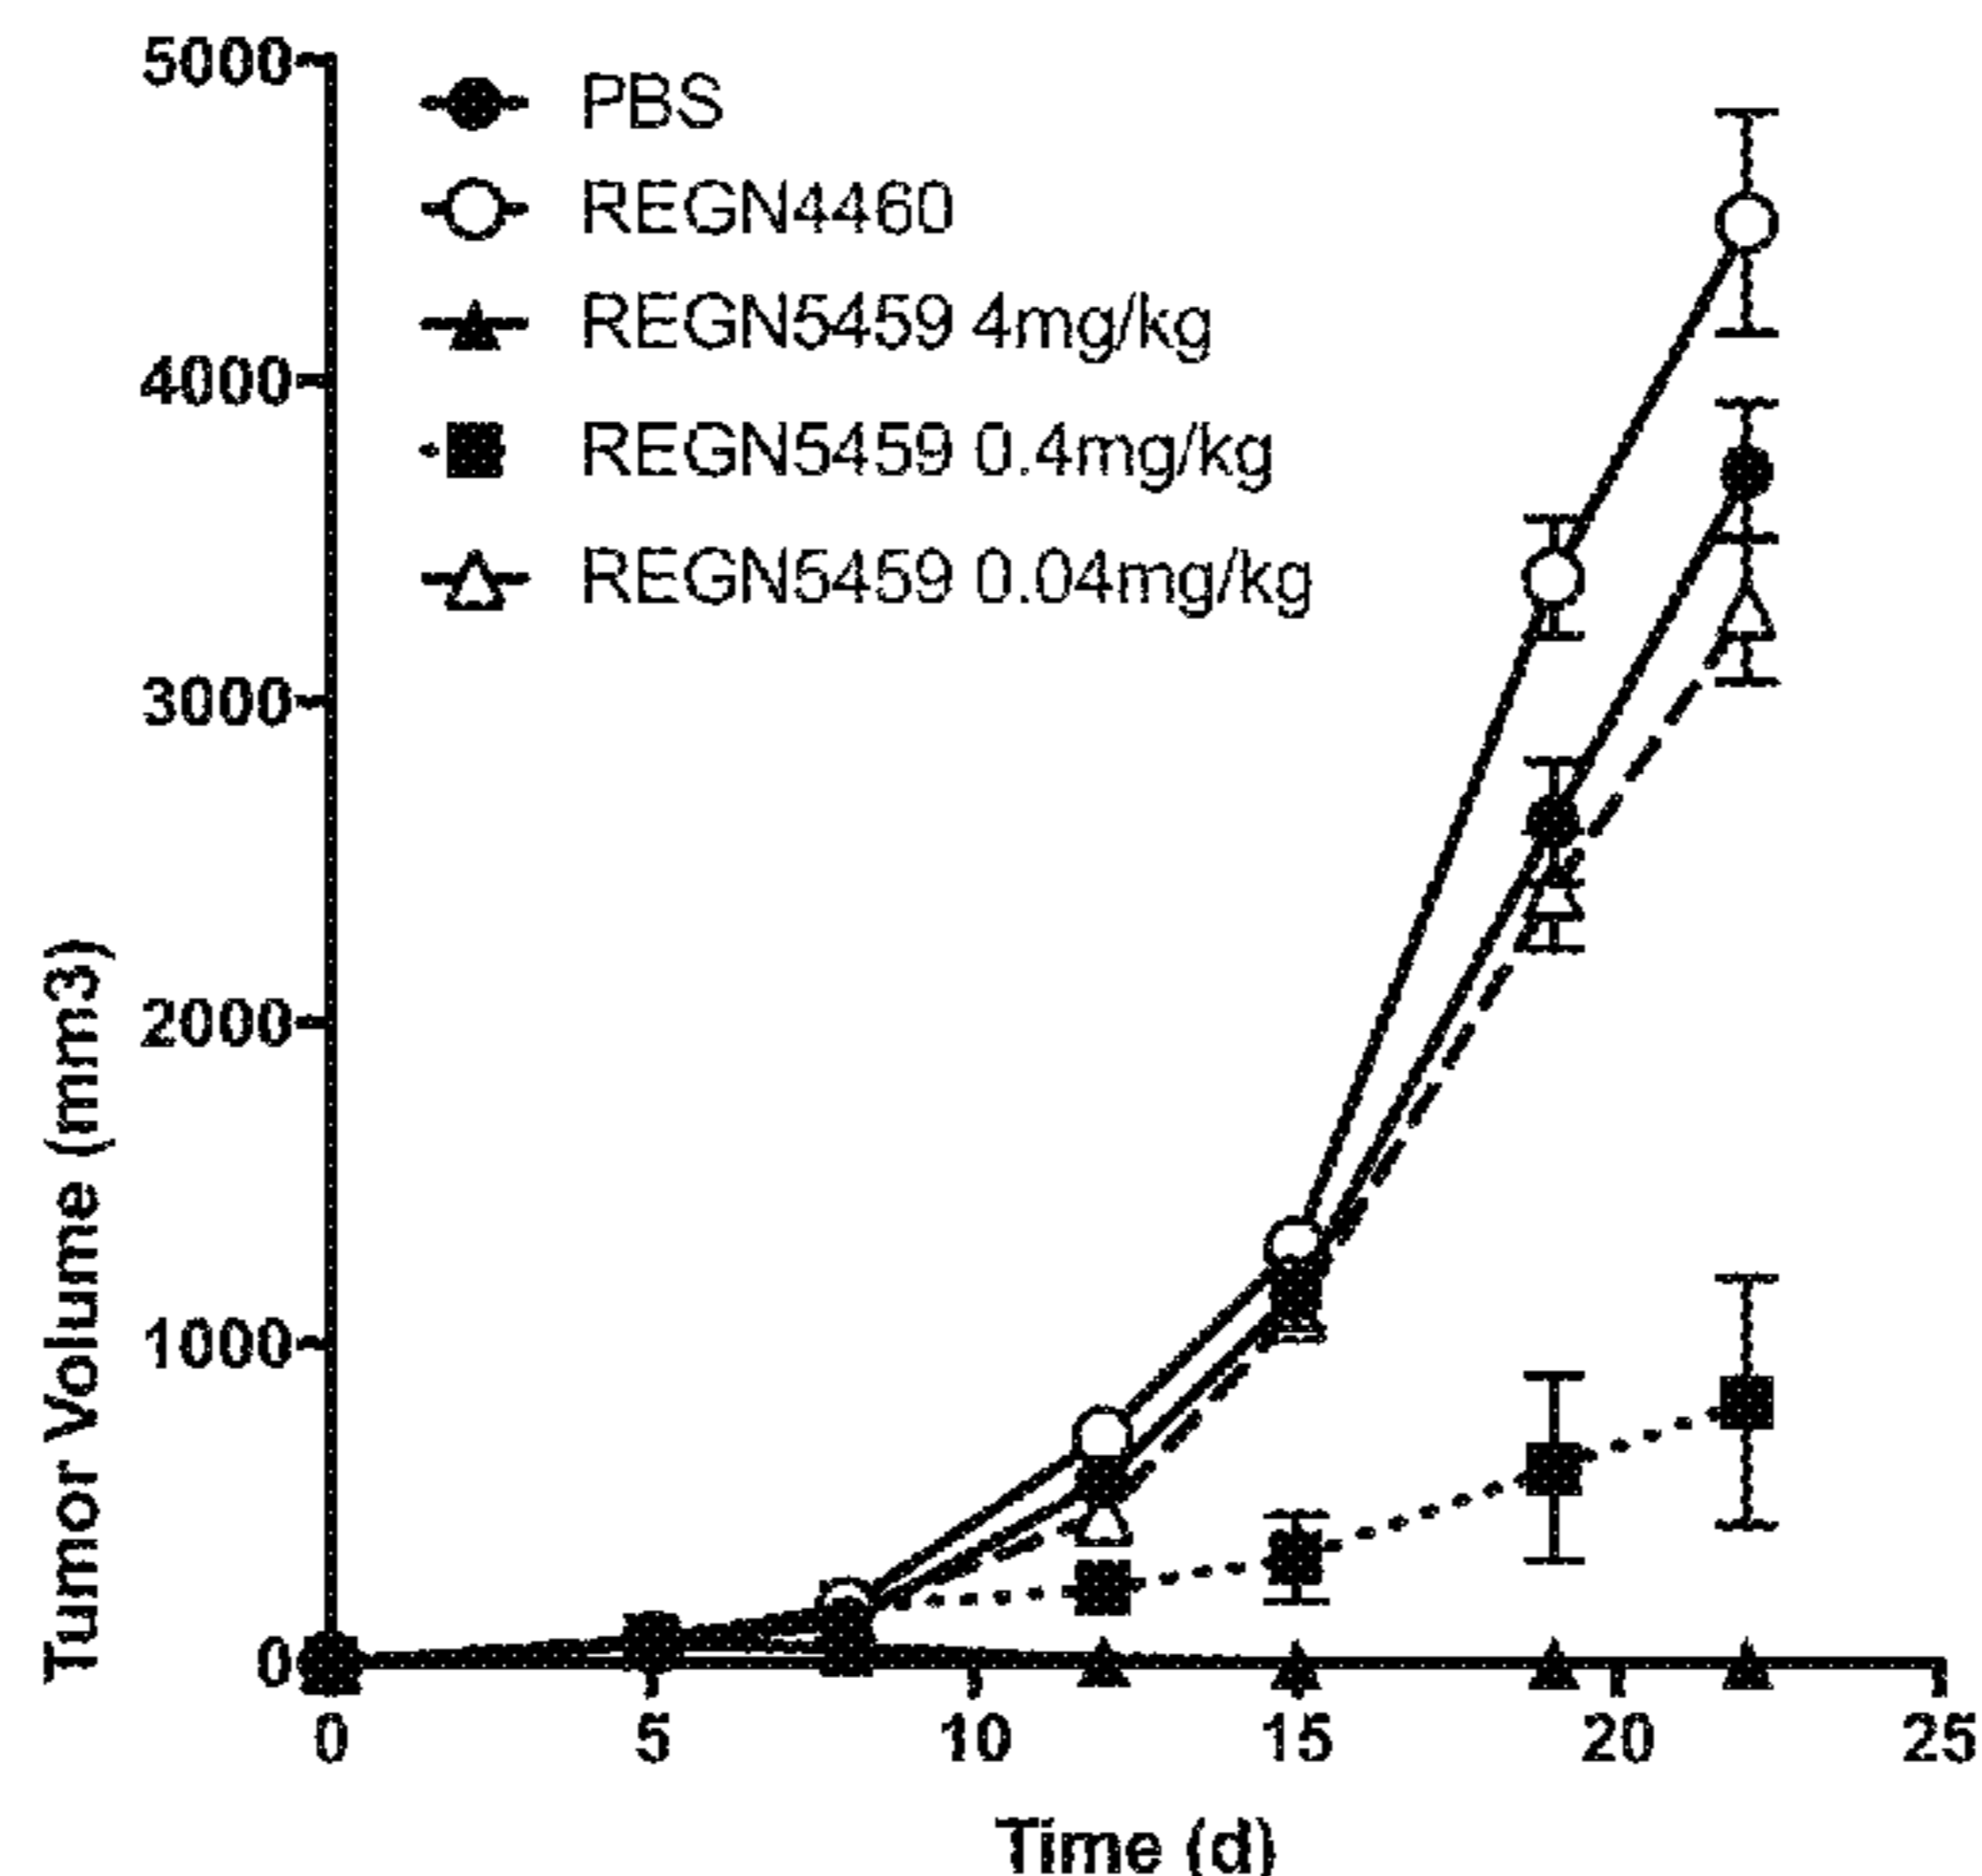 5000
4000
3000
2000
1000
0
Tumor Volume (mm3)
PBS
REGN4460
REGN5459 4mg/kg
REGN5459 0.4mg/kg
REGN5459 0.04mg/kg
0 5 10 15 20 25
Time (d)